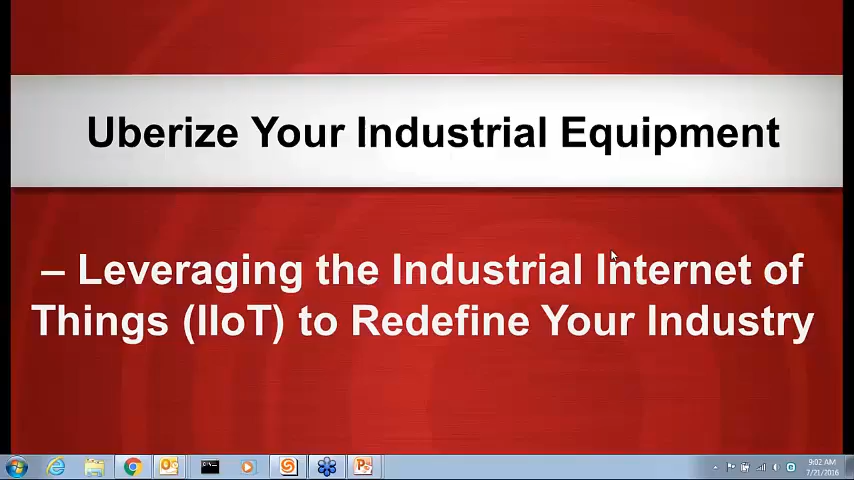 Uberize Your Industrial Equipment
– Leveraging the Industrial Internet of
Things (IIoT) to Redefine Your Industry
9:02 AM
7/21/2016